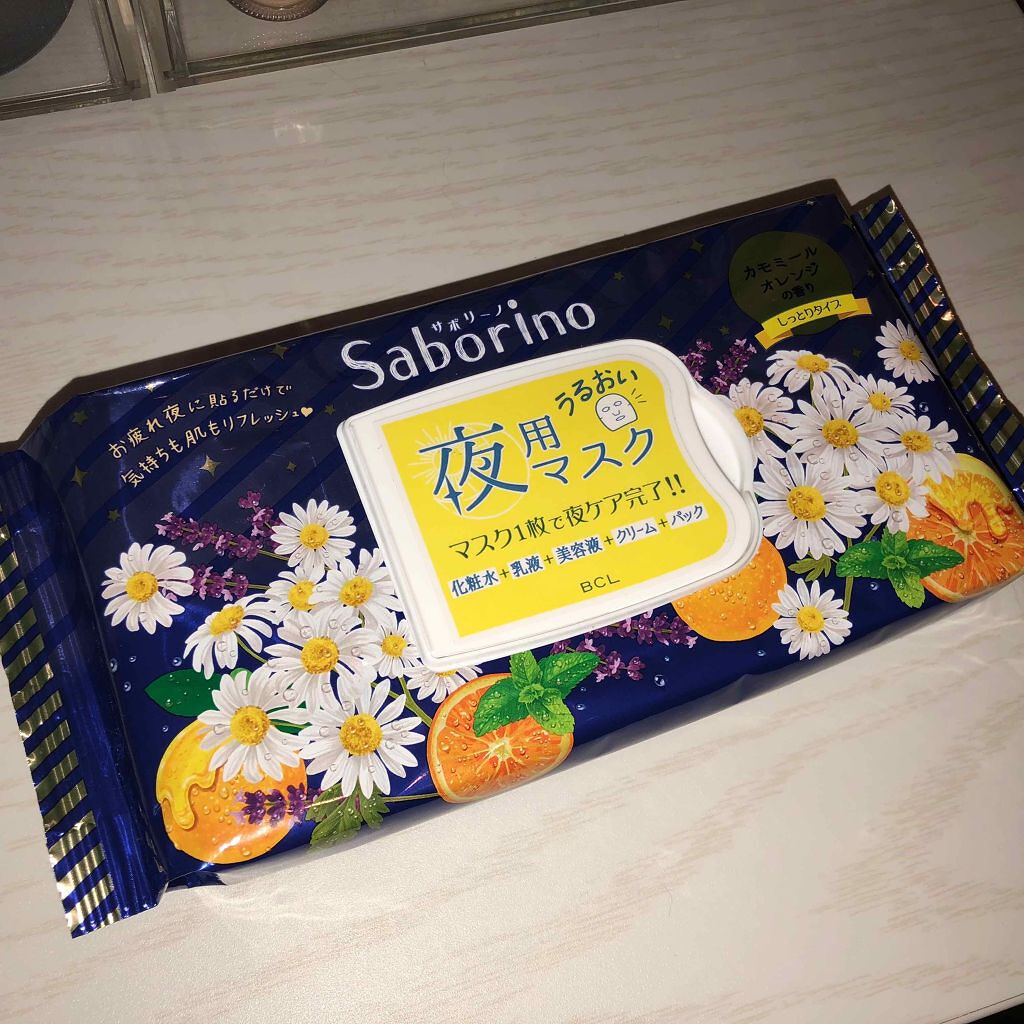 カモミール
オレンジ
の香り
しっとりタイプ
サボリーノ
Saborino
お疲れ夜に貼るだけで
気持ちも肌もリフレッシュ♥
うるおい
夜用
マスク
マスク1枚で夜ケア完了!!
化粧水+乳液+美容液+クリーム+パック
BCL